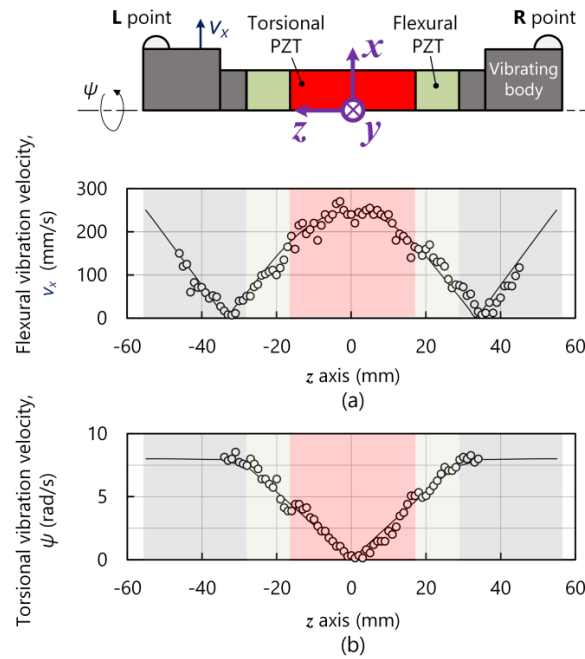 L point
v_x
Torsional
PZT
Flexural
PZT
R point
Vibrating
body
ψ
x
z
y
Flexural vibration velocity,
v_x (mm/s)
300
200
100
0
-60 -40 -20 0 20 40 60
z axis (mm)
(a)
Torsional vibration velocity,
ψ (rad/s)
10
5
0
-60 -40 -20 0 20 40 60
z axis (mm)
(b)